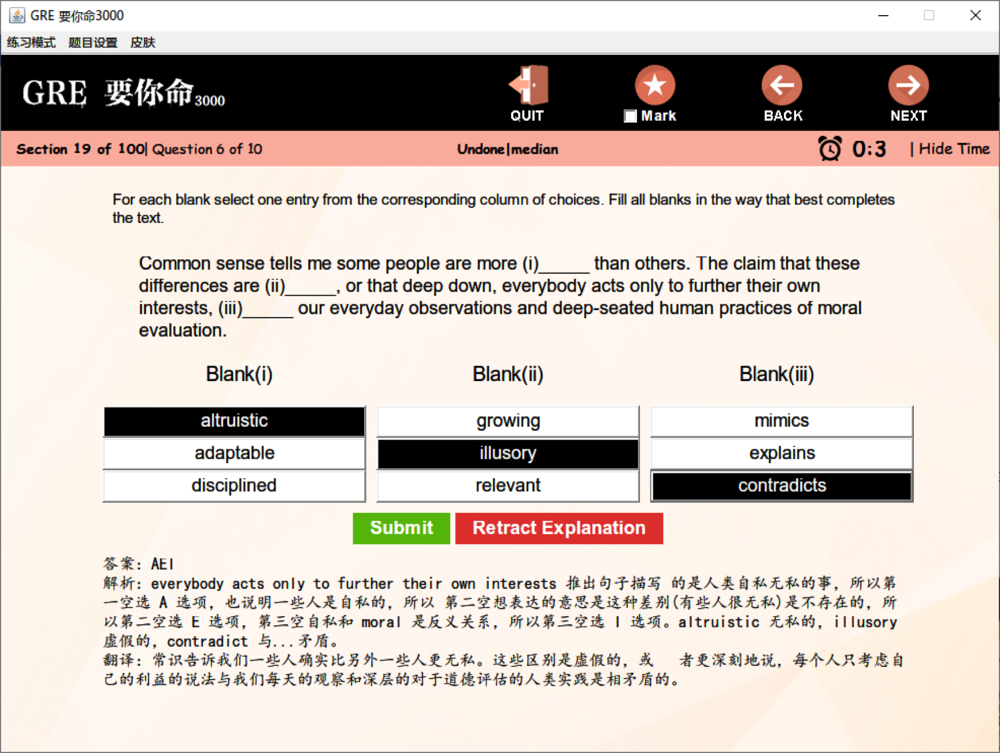 GRE 要你命3000
练习模式 题目设置 皮肤
GRE 要你命3000
QUIT
Mark
BACK
NEXT
Section 19 of 100| Question 6 of 10
Undone|median
0:3 | Hide Time
For each blank select one entry from the corresponding column of choices. Fill all blanks in the way that best completes
the text.
Common sense tells me some people are more (i)_____ than others. The claim that these
differences are (ii)_____, or that deep down, everybody acts only to further their own
interests, (iii)_____ our everyday observations and deep-seated human practices of moral
evaluation.
Blank(i) Blank(ii) Blank(iii)
altruistic growing mimics
adaptable illusory explains
disciplined relevant contradicts
Submit Retract Explanation
答案: AEI
解析: everybody acts only to further their own interests 推出句子描写 的是人类自私无私的事, 所以第
一空选 A 选项, 也说明一些人是自私的, 所以 第二空想表达的意思是这种差别(有些人很无私)是不存在的, 所
以第二空选 E 选项, 第三空自私和 moral 是反义关系, 所以第三空选 I 选项。altruistic 无私的, illusory
虚假的, contradict 与...矛盾。
翻译: 常识告诉我们一些人确实比另外一些人更无私。这些区别是虚假的, 或 者更深刻地说, 每个人只考虑自
己的利益的说法与我们每天的观察和深层的对于道德评估的人类实践是相矛盾的。